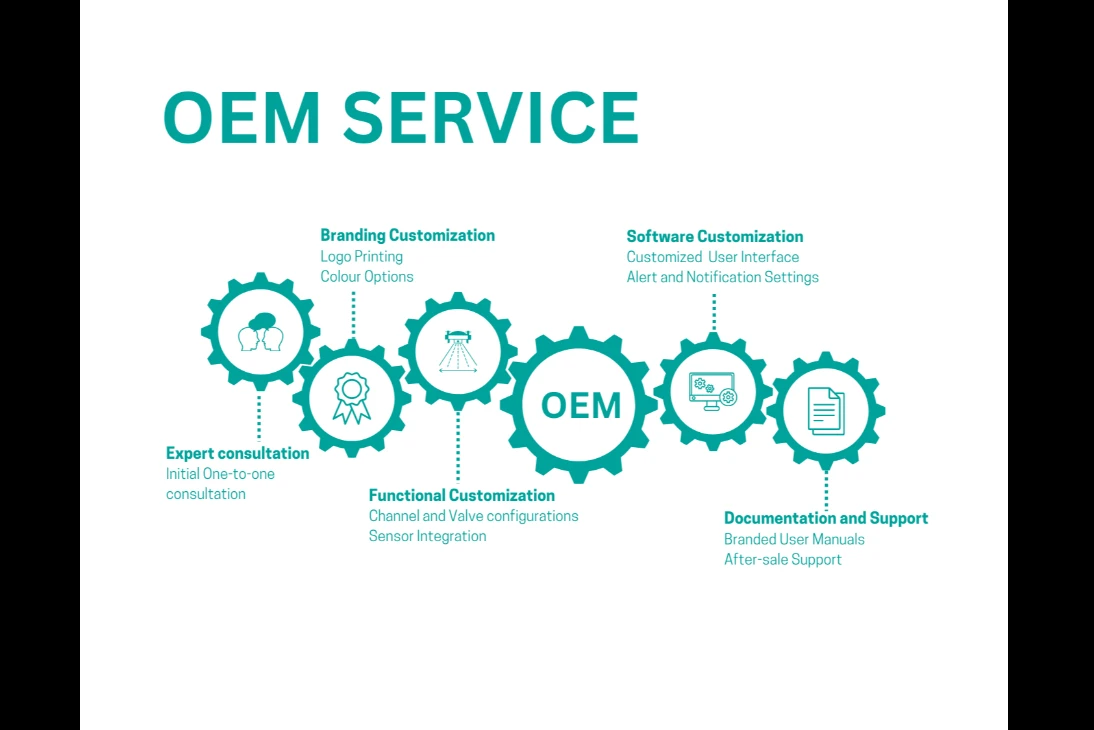 OEM SERVICE
Branding Customization
Logo Printing
Colour Options
Software Customization
Customized User Interface
Alert and Notification Settings
OEM
Expert consultation
Initial One-to-one
consultation
Functional Customization
Channel and Valve configurations
Sensor Integration
Documentation and Support
Branded User Manuals
After-sale Support